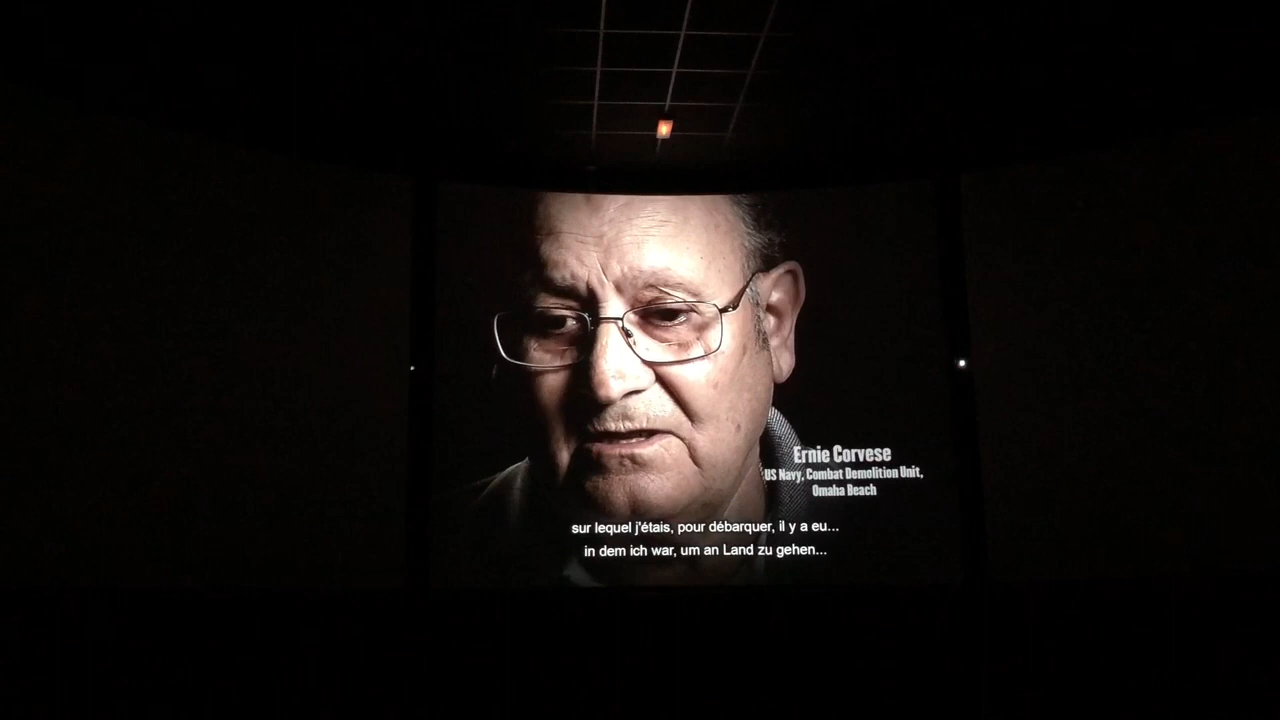 Ernie Corvese
US Navy, Combat Demolition Unit,
Omaha Beach
sur lequel j'étais, pour débarquer, il y a eu...
in dem ich war, um an Land zu gehen...